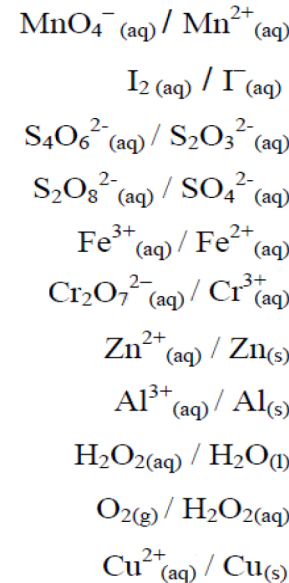 MnO₄⁻ (aq) / Mn²⁺(aq)
I₂ (aq) / I⁻(aq)
S₄O₆²⁻(aq) / S₂O₃²⁻(aq)
S₂O₈²⁻(aq) / SO₄²⁻(aq)
Fe³⁺(aq) / Fe²⁺(aq)
Cr₂O₇²⁻(aq) / Cr³⁺(aq)
Zn²⁺(aq) / Zn(s)
Al³⁺(aq) / Al(s)
H₂O₂(aq) / H₂O(l)
O₂(g) / H₂O₂(aq)
Cu²⁺(aq) / Cu(s)